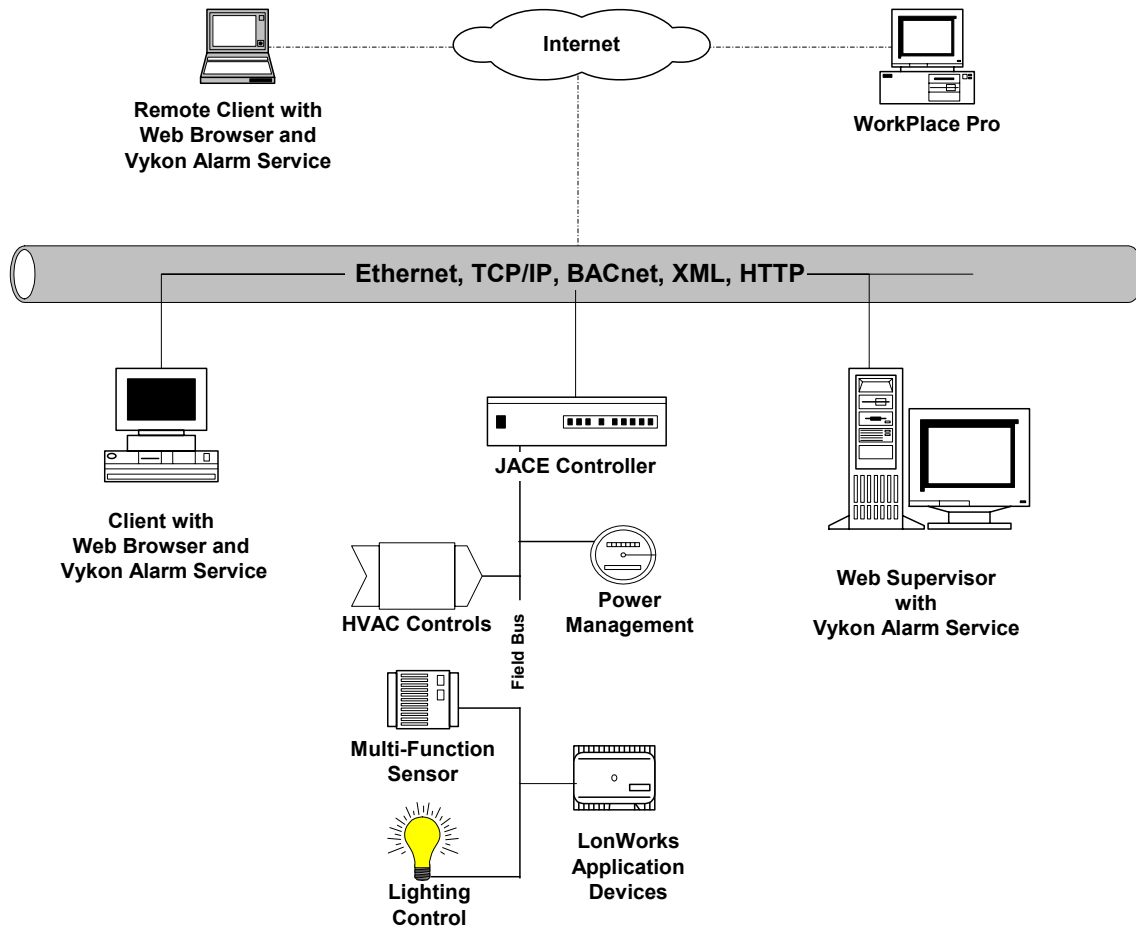 Internet
Remote Client with
Web Browser and
Vykon Alarm Service
WorkPlace Pro
Ethernet, TCP/IP, BACnet, XML, HTTP
JACE Controller
Client with
Web Browser and
Vykon Alarm Service
Web Supervisor
with
Vykon Alarm Service
HVAC Controls
Power
Management
Field Bus
Multi-Function
Sensor
LonWorks
Application
Devices
Lighting
Control